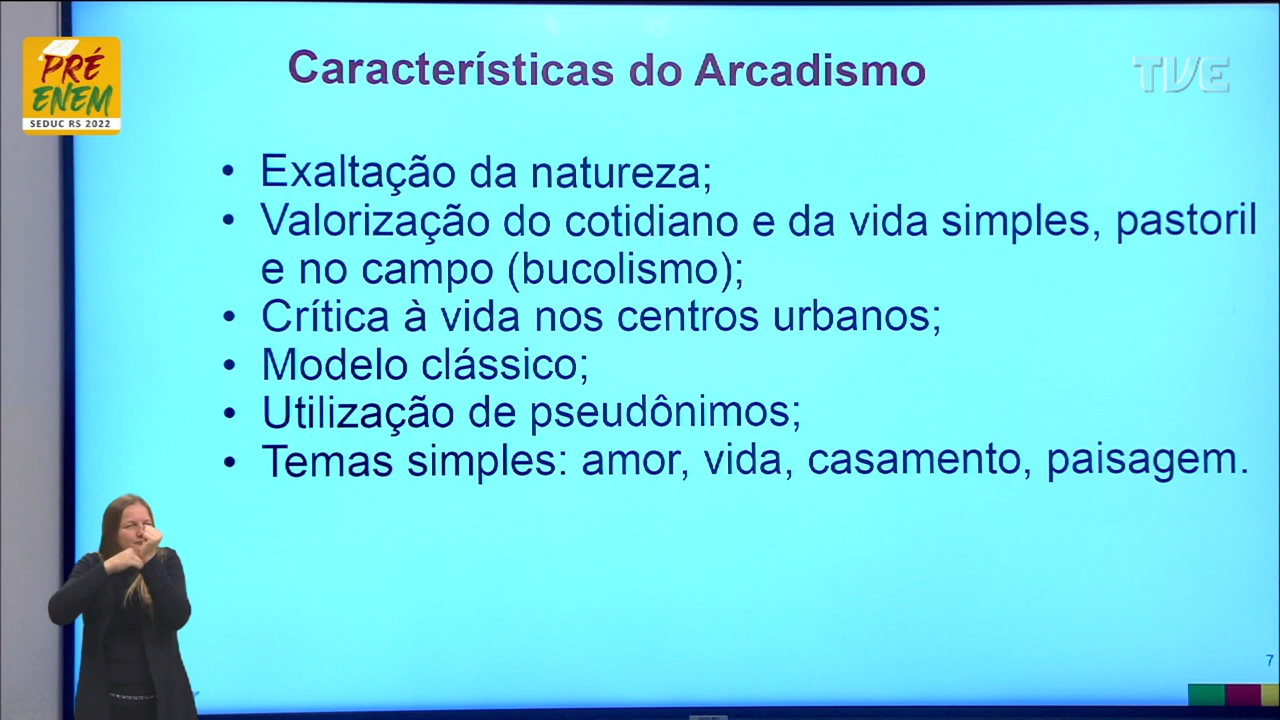 PRÉ
ENEM
SEDUC RS 2022
Características do Arcadismo
TVE
• Exaltação da natureza;
• Valorização do cotidiano e da vida simples, pastoril
e no campo (bucolismo);
• Crítica à vida nos centros urbanos;
• Modelo clássico;
• Utilização de pseudônimos;
• Temas simples: amor, vida, casamento, paisagem.
7